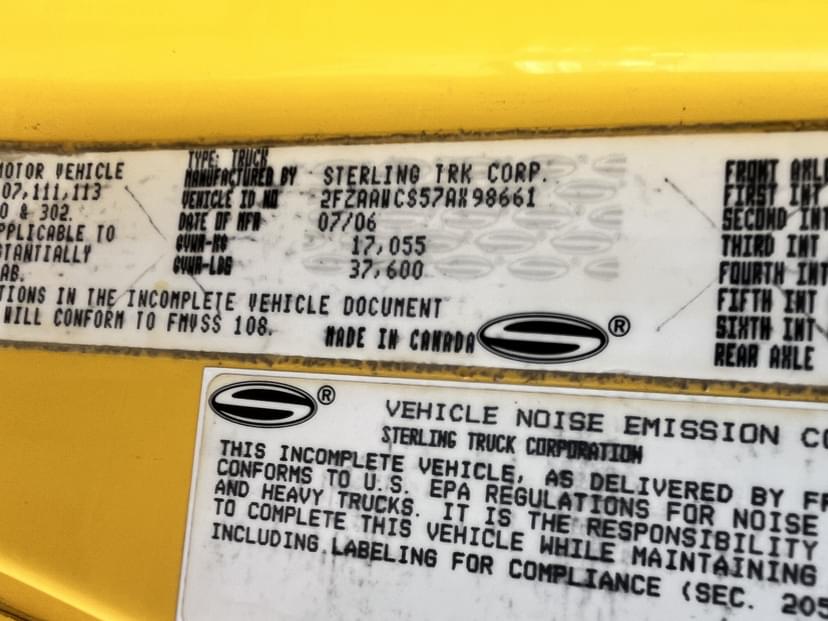 MOTOR VEHICLE
07,111,113
0 & 302.
PPLICABLE TO
STANTIALLY
AB.
TIONS IN THE INCOMPLETE VEHICLE DOCUMENT
WILL CONFORM TO FMVSS 108.
TYPE: TRUCK
MANUFACTURED BY STERLING TRK CORP.
VEHICLE ID NO 2FZAAWCS57AX98661
DATE OF MFR 07/06
GVWR-KG 17,055
GVWR-LBS 37,600
MADE IN CANADA
®
FRONT AXLE
FIRST INT
SECOND INT
THIRD INT
FOURTH INT
FIFTH INT
SIXTH INT
REAR AXLE
®
VEHICLE NOISE EMISSION CO
STERLING TRUCK CORPORATION
THIS INCOMPLETE VEHICLE, AS DELIVERED BY FR
CONFORMS TO U.S. EPA REGULATIONS FOR NOISE
AND HEAVY TRUCKS. IT IS THE RESPONSIBILITY
TO COMPLETE THIS VEHICLE WHILE MAINTAINING
INCLUDING LABELING FOR COMPLIANCE (SEC. 205